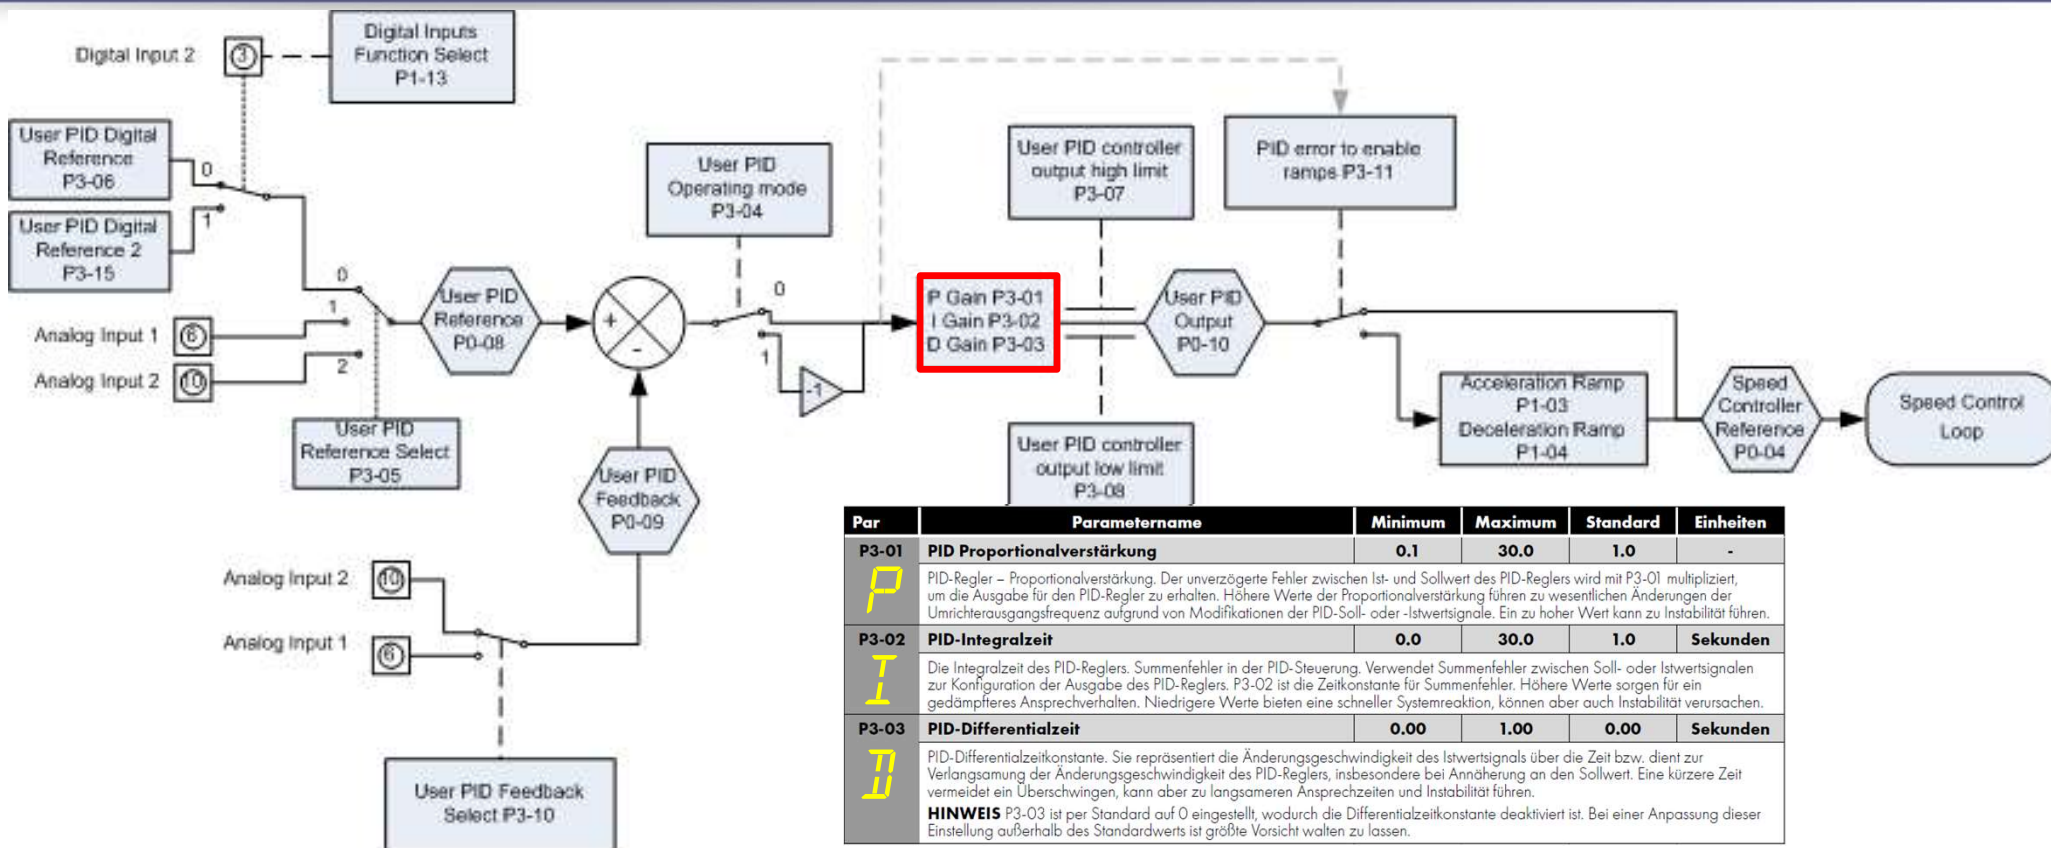 Digital Input 2
3
Digital Inputs
Function Select
P1-13
User PID Digital
Reference
P3-06
0
User PID Digital
Reference 2
P3-15
1
Analog Input 1
6
Analog Input 2
10
0
1
2
User PID
Reference Select
P3-05
User PID
Reference
P0-08
+
-
User PID
Operating mode
P3-04
0
1
-1
User PID
Feedback
P0-09
Analog Input 2
10
Analog Input 1
6
User PID Feedback
Select P3-10
P Gain P3-01
I Gain P3-02
D Gain P3-03
User PID controller
output high limit
P3-07
User PID controller
output low limit
P3-08
User PID
Output
P0-10
PID error to enable
ramps P3-11
Acceleration Ramp
P1-03
Deceleration Ramp
P1-04
Speed
Controller
Reference
P0-04
Speed Control
Loop
Par Parametername Minimum Maximum Standard Einheiten
P3-01 PID Proportionalverstärkung 0.1 30.0 1.0 -
P
PID-Regler – Proportionalverstärkung. Der unverzögerte Fehler zwischen Ist- und Sollwert des PID-Reglers wird mit P3-01 multipliziert,
um die Ausgabe für den PID-Regler zu erhalten. Höhere Werte der Proportionalverstärkung führen zu wesentlichen Änderungen der
Umrichterausgangsfrequenz aufgrund von Modifikationen der PID-Soll- oder -Istwertsignale. Ein zu hoher Wert kann zu Instabilität führen.
P3-02 PID-Integralzeit 0.0 30.0 1.0 Sekunden
I
Die Integralzeit des PID-Reglers. Summenfehler in der PID-Steuerung. Verwendet Summenfehler zwischen Soll- oder Istwertsignalen
zur Konfiguration der Ausgabe des PID-Reglers. P3-02 ist die Zeitkonstante für Summenfehler. Höhere Werte sorgen für ein
gedämpfteres Ansprechverhalten. Niedrigere Werte bieten eine schneller Systemreaktion, können aber auch Instabilität verursachen.
P3-03 PID-Differentialzeit 0.00 1.00 0.00 Sekunden
D
PID-Differentialzeitkonstante. Sie repräsentiert die Änderungsgeschwindigkeit des Istwertsignals über die Zeit bzw. dient zur
Verlangsamung der Änderungsgeschwindigkeit des PID-Reglers, insbesondere bei Annäherung an den Sollwert. Eine kürzere Zeit
vermeidet ein Überschwingen, kann aber zu langsameren Ansprechzeiten und Instabilität führen.
HINWEIS P3-03 ist per Standard auf 0 eingestellt, wodurch die Differentialzeitkonstante deaktiviert ist. Bei einer Anpassung dieser
Einstellung außerhalb des Standardwerts ist größte Vorsicht walten zu lassen.